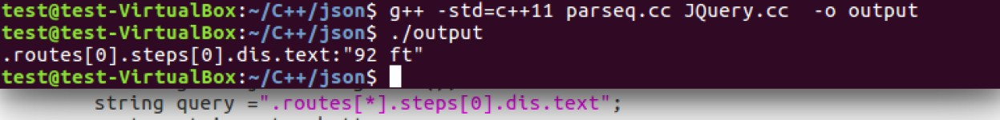 test@test-VirtualBox:~/C++/json$ g++ -std=c++11 parseq.cc JQuery.cc  -o output
test@test-VirtualBox:~/C++/json$ ./output
.routes[0].steps[0].dis.text:"92 ft"
test@test-VirtualBox:~/C++/json$
string query =".routes[*].steps[0].dis.text";